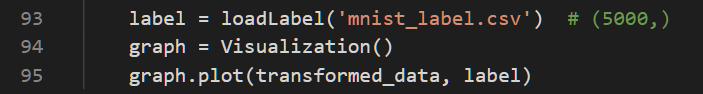 93 label = loadLabel('mnist_label.csv')  # (5000,)
94 graph = Visualization()
95 graph.plot(transformed_data, label)